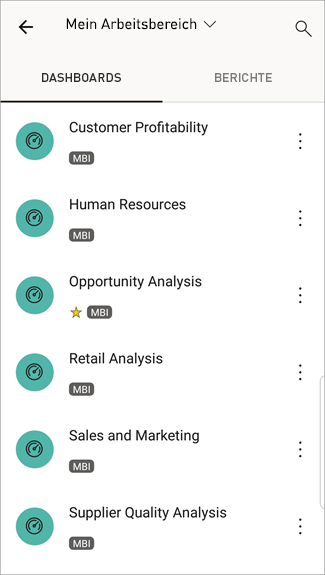 Mein Arbeitsbereich
DASHBOARDS BERICHTE
Customer Profitability
MBI
Human Resources
MBI
Opportunity Analysis
MBI
Retail Analysis
MBI
Sales and Marketing
MBI
Supplier Quality Analysis
MBI